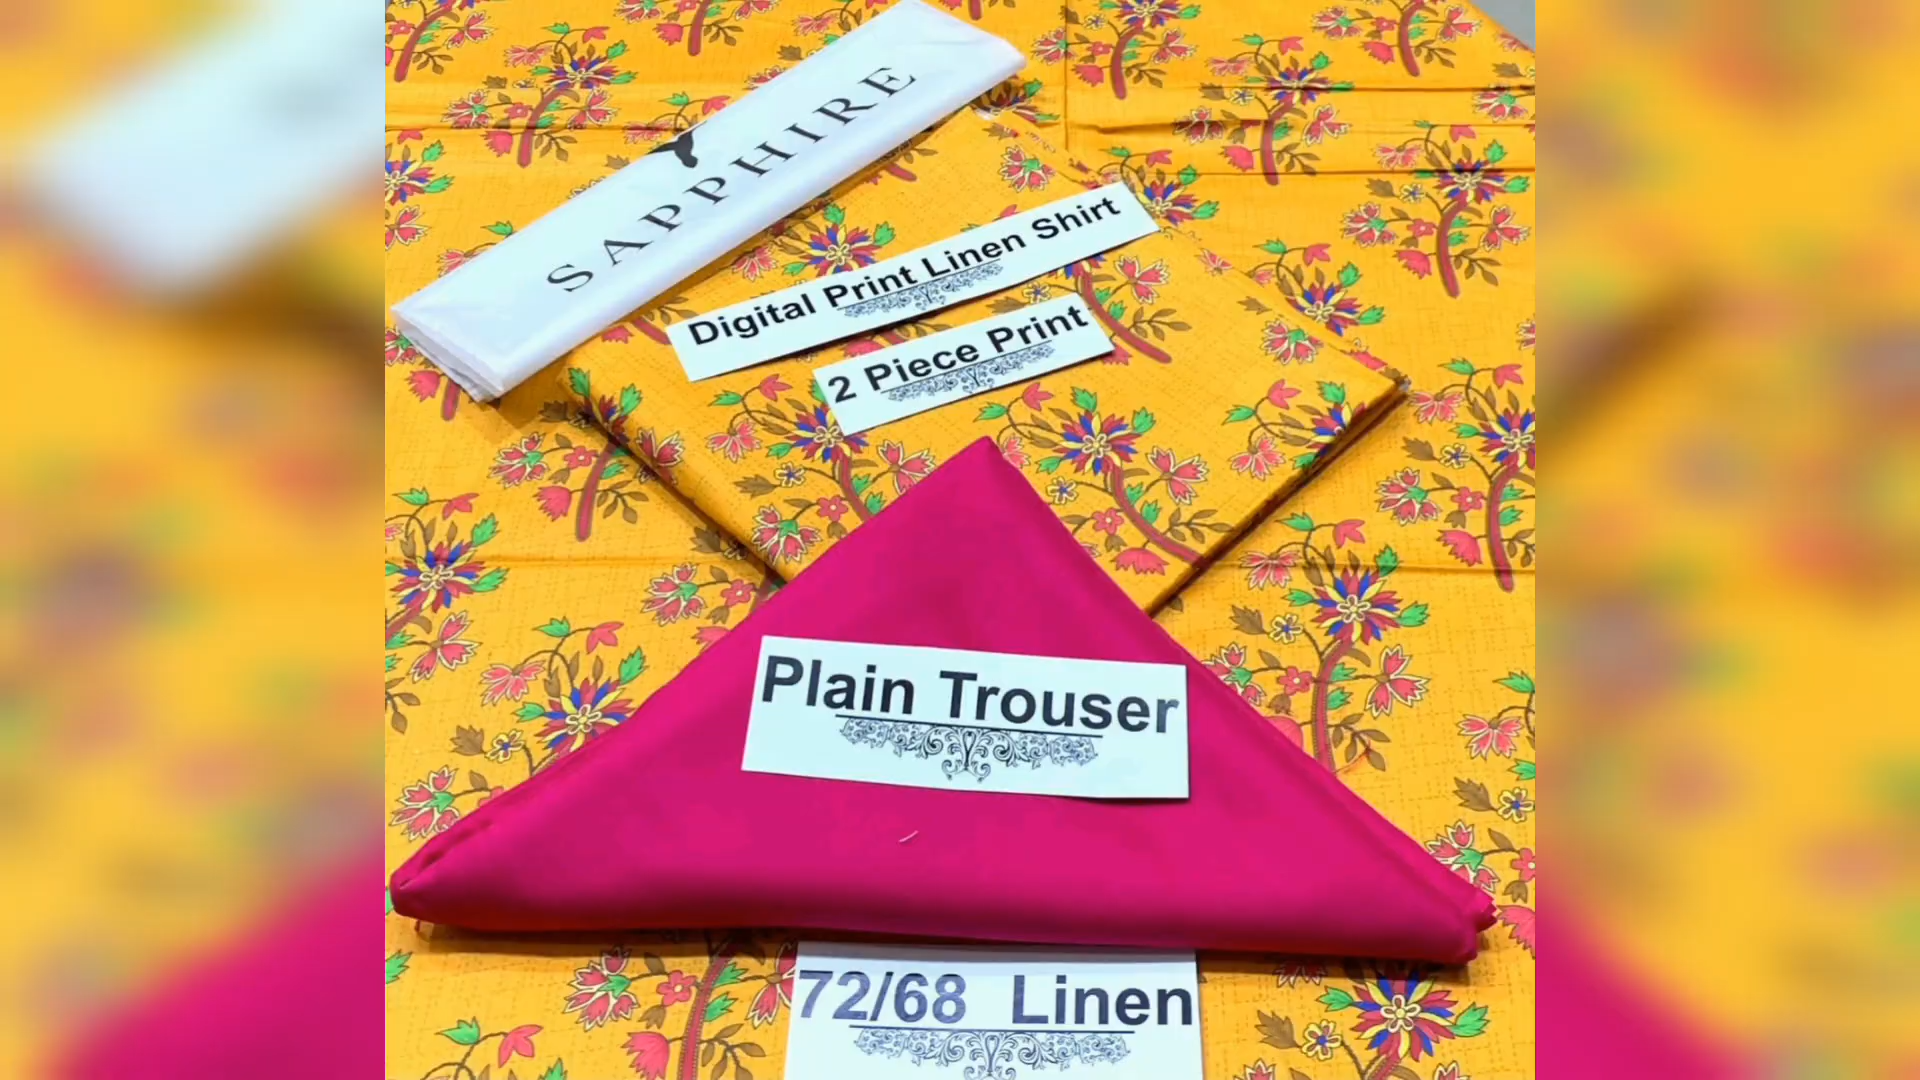 SAPPHIRE
Digital Print Linen Shirt
2 Piece Print
Plain Trouser
72/68 Linen